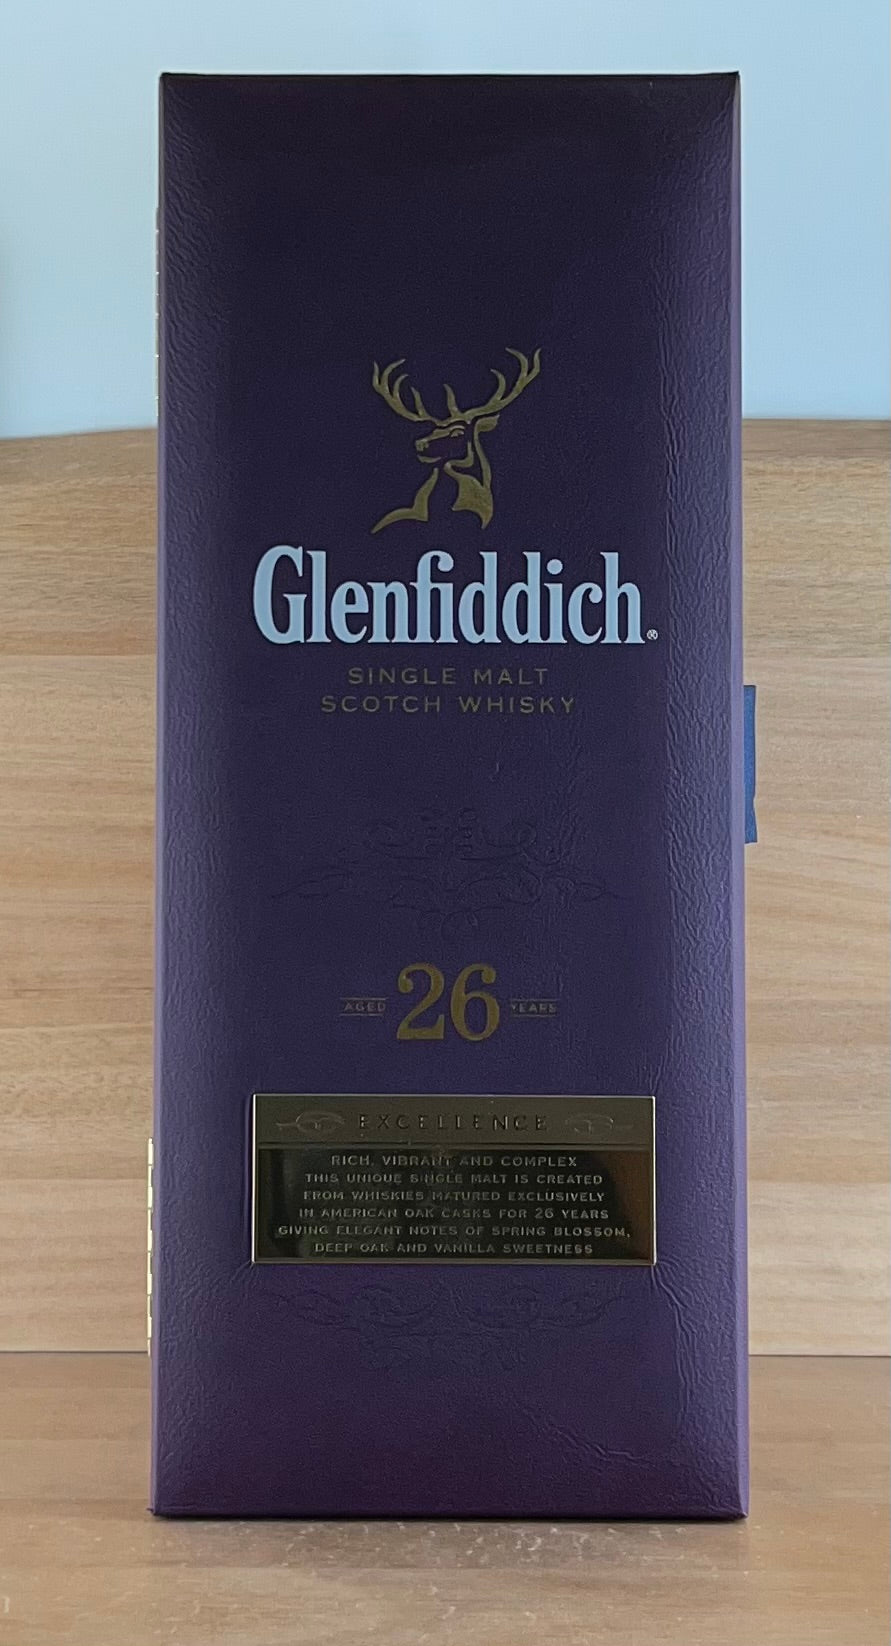 Glenfiddich®
SINGLE MALT
SCOTCH WHISKY
AGED 26 YEARS
EXCELLENCE
RICH, VIBRANT AND COMPLEX
THIS UNIQUE SINGLE MALT IS CREATED
FROM WHISKIES MATURED EXCLUSIVELY
IN AMERICAN OAK CASKS FOR 26 YEARS
GIVING ELEGANT NOTES OF SPRING BLOSSOM,
DEEP OAK AND VANILLA SWEETNESS